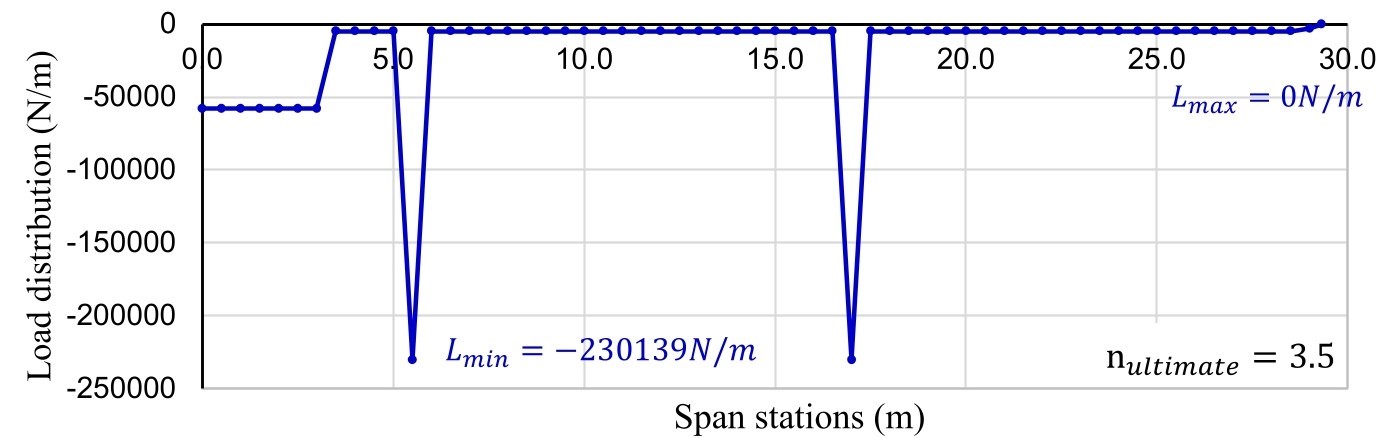 0
-50000
-100000
-150000
-200000
-250000
0.0 5.0 10.0 15.0 20.0 25.0 30.0
Load distribution (N/m)
Span stations (m)
L_max = 0N/m
L_min = −230139N/m
n_ultimate = 3.5